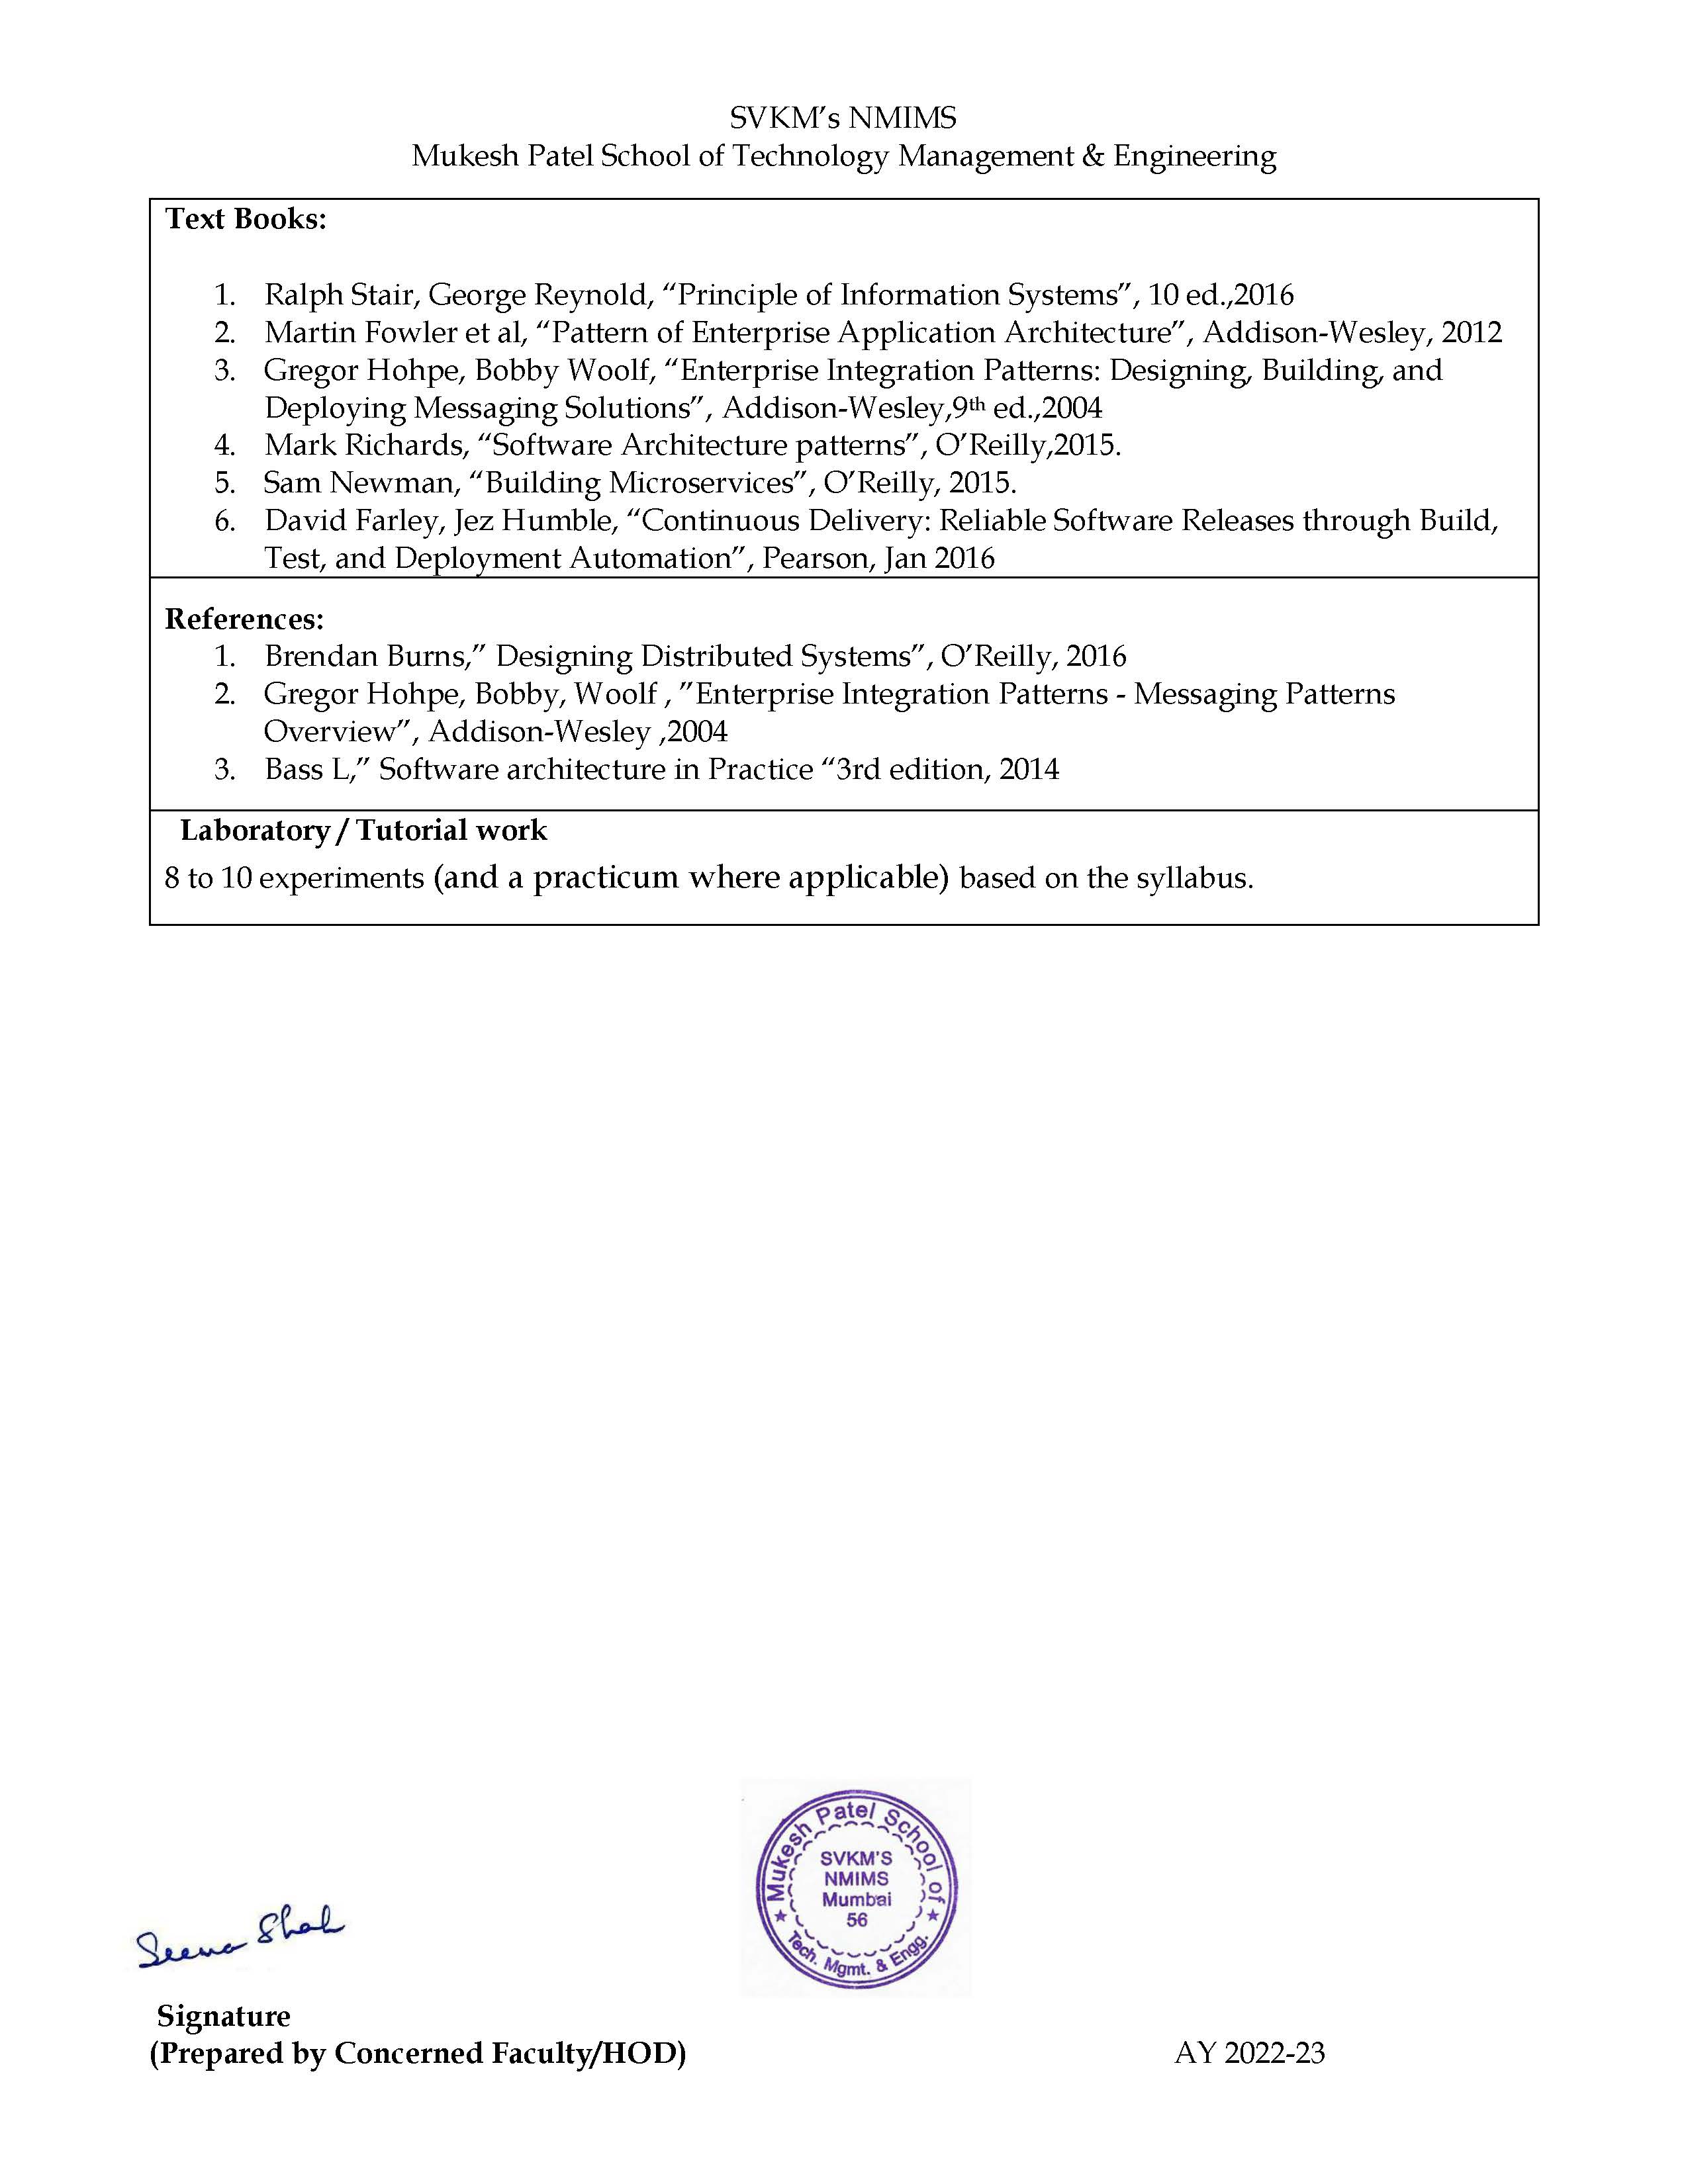 SVKM’s NMIMS
Mukesh Patel School of Technology Management & Engineering
Text Books:
1. Ralph Stair, George Reynold, “Principle of Information Systems”, 10 ed.,2016
2. Martin Fowler et al, “Pattern of Enterprise Application Architecture”, Addison-Wesley, 2012
3. Gregor Hohpe, Bobby Woolf, “Enterprise Integration Patterns: Designing, Building, and
Deploying Messaging Solutions”, Addison-Wesley,9th ed.,2004
4. Mark Richards, “Software Architecture patterns”, O’Reilly,2015.
5. Sam Newman, “Building Microservices”, O’Reilly, 2015.
6. David Farley, Jez Humble, “Continuous Delivery: Reliable Software Releases through Build,
Test, and Deployment Automation”, Pearson, Jan 2016
References:
1. Brendan Burns,” Designing Distributed Systems”, O’Reilly, 2016
2. Gregor Hohpe, Bobby, Woolf , ”Enterprise Integration Patterns - Messaging Patterns
Overview”, Addison-Wesley ,2004
3. Bass L,” Software architecture in Practice “3rd edition, 2014
Laboratory / Tutorial work
8 to 10 experiments (and a practicum where applicable) based on the syllabus.
Mukesh Patel School of
SVKM'S
NMIMS
Mumbai
56
Tech. Mgmt. & Engg.
Seema Shah
Signature
(Prepared by Concerned Faculty/HOD) AY 2022-23